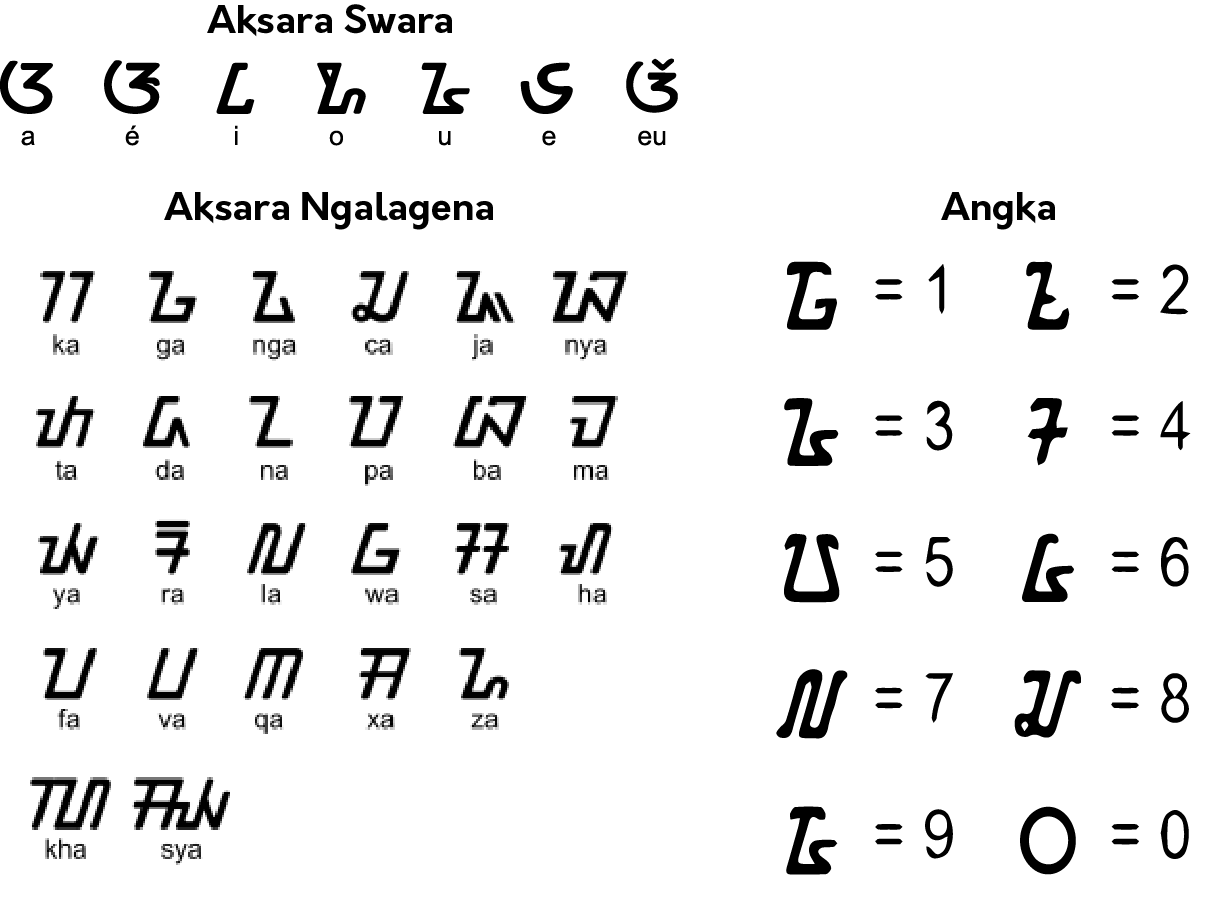 Aksara Swara
ᮃ ᮆ ᮄ ᮇ ᮅ ᮈ ᮉ
a é i o u e eu
Aksara Ngalagena
ᮊ ᮌ ᮍ ᮎ ᮏ ᮑ
ka ga nga ca ja nya
ᮒ ᮓ ᮔ ᮕ ᮘ ᮙ
ta da na pa ba ma
ᮚ ᮛ ᮜ ᮝ ᮞ ᮠ
ya ra la wa sa ha
ᮖ ᮗ ᮋ ᮟ ᮐ
fa va qa xa za
ᮮ ᮯ
kha sya
Angka
᮱ = 1 ᮲ = 2
᮳ = 3 ᮴ = 4
᮵ = 5 ᮶ = 6
᮷ = 7 ᮸ = 8
᮹ = 9 ᮰ = 0